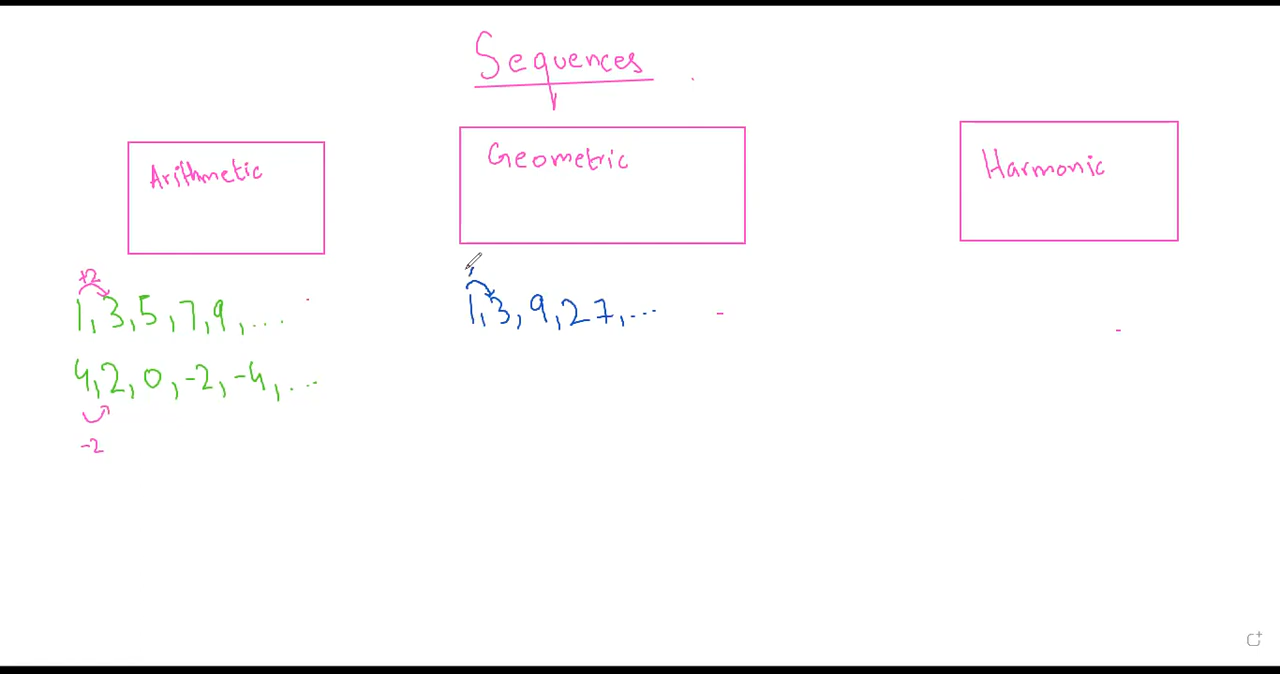 Sequences
Arithmetic
Geometric
Harmonic
+2
1, 3, 5, 7, 9, ...
4, 2, 0, -2, -4, ...
-2
1, 3, 9, 27, ...